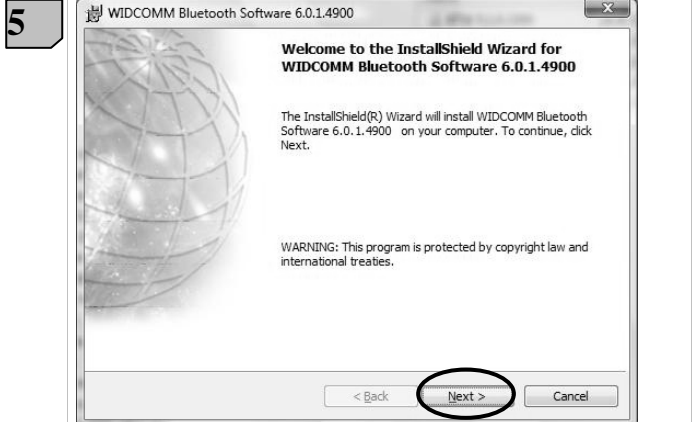 5
WIDCOMM Bluetooth Software 6.0.1.4900
Welcome to the InstallShield Wizard for
WIDCOMM Bluetooth Software 6.0.1.4900
The InstallShield(R) Wizard will install WIDCOMM Bluetooth
Software 6.0.1.4900 on your computer. To continue, click
Next.
WARNING: This program is protected by copyright law and
international treaties.
< Back Next > Cancel